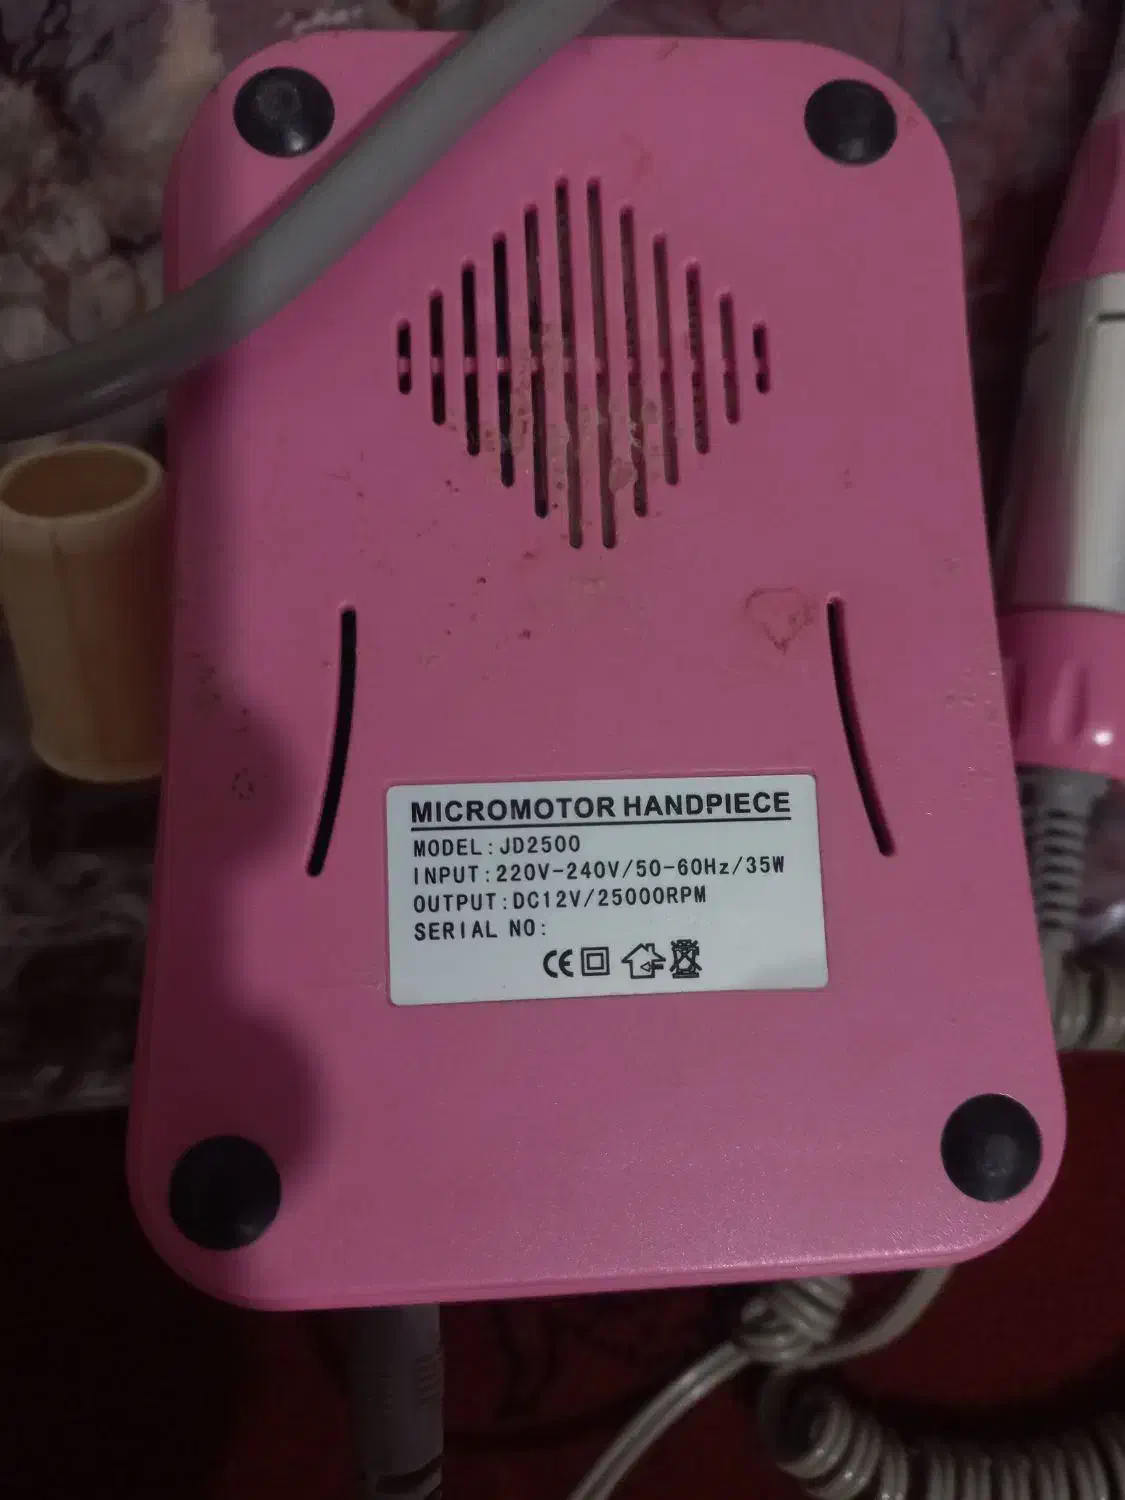 MICROMOTOR HANDPIECE
MODEL:JD2500
INPUT:220V-240V/50-60Hz/35W
OUTPUT:DC12V/25000RPM
SERIAL NO:
CE